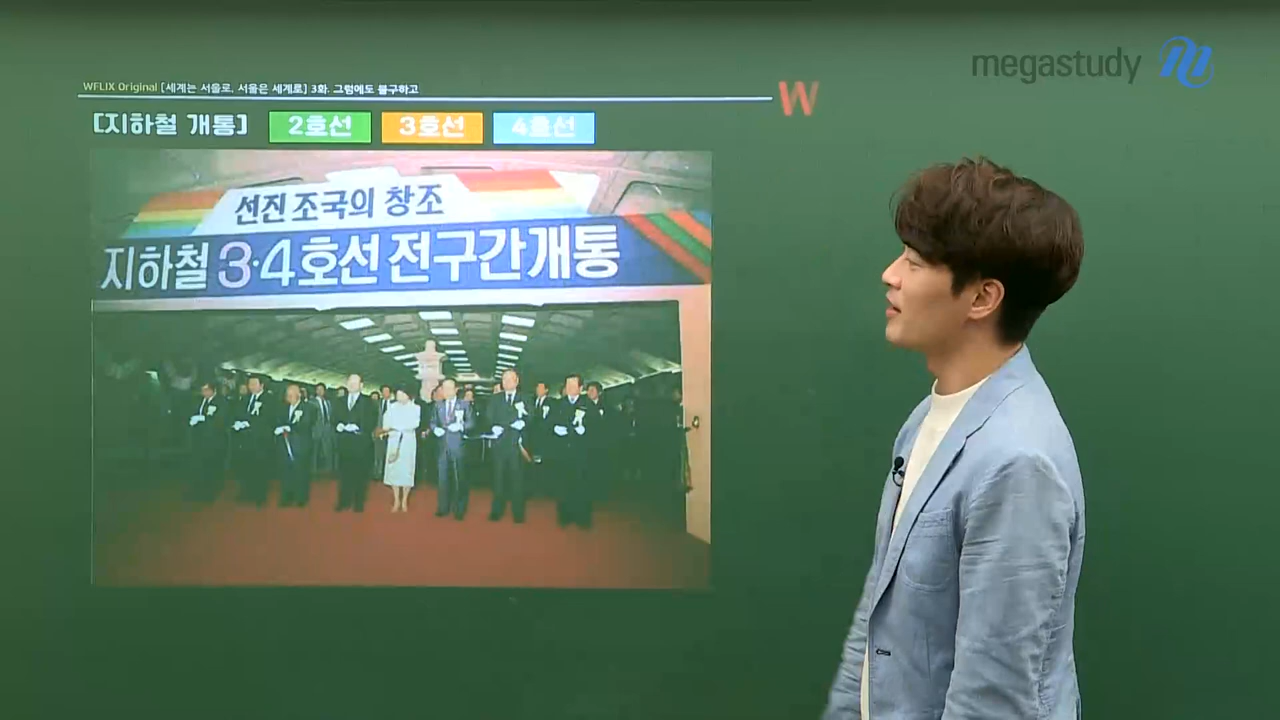 megastudy
WFLIX Original [세계는 서울로, 서울은 세계로] 3화. 그럼에도 불구하고
W
[지하철 개통] 2호선 3호선 4호선
선진 조국의 창조
지하철 3·4호선 전구간개통